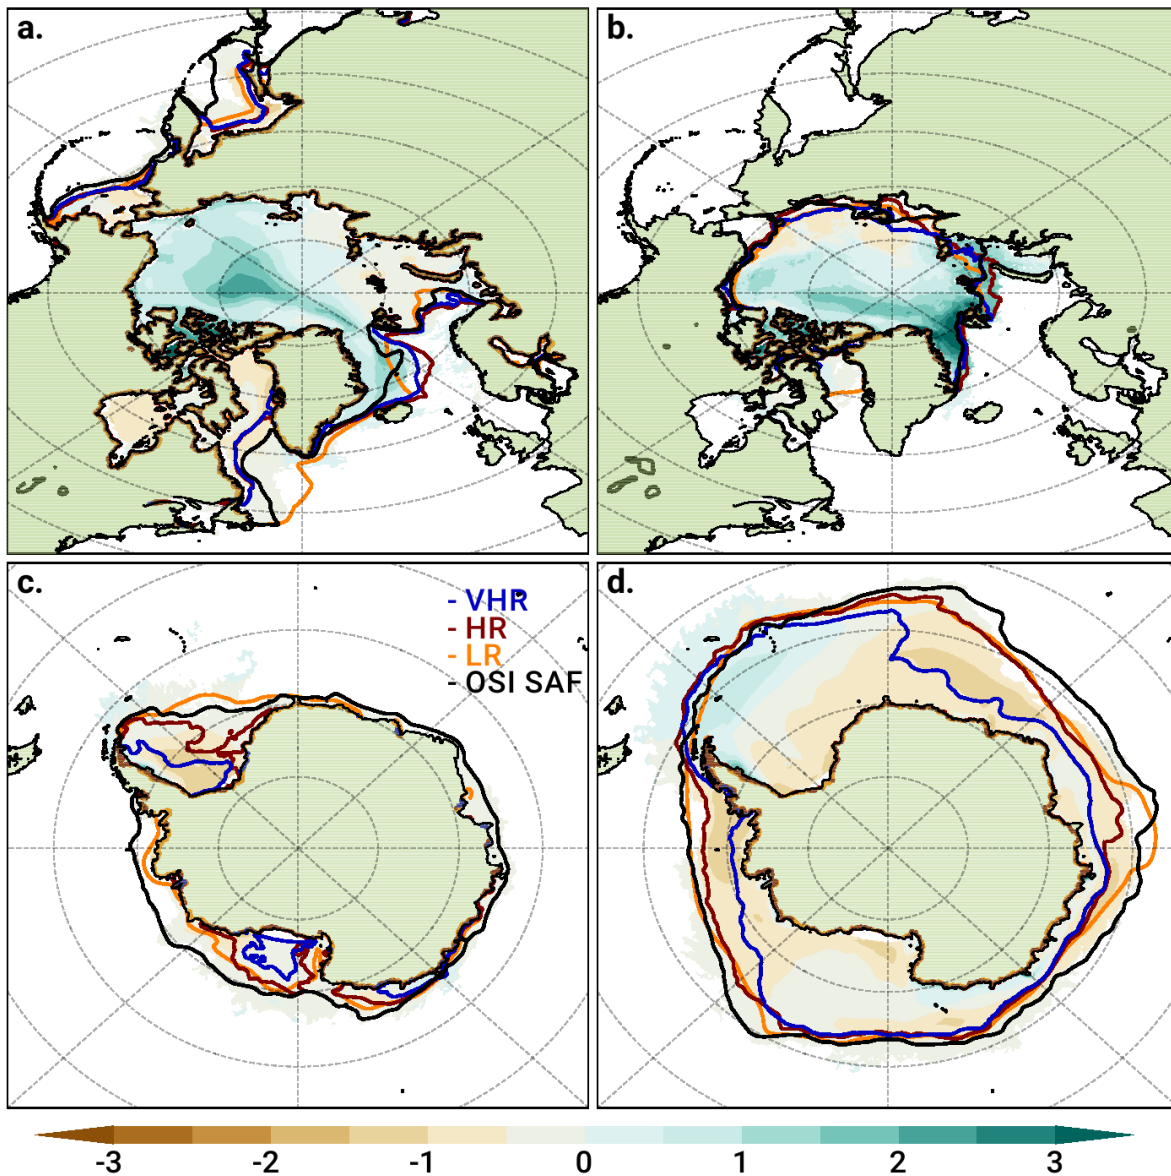 a.
b.
c.
- VHR
- HR
- LR
- OSI SAF
d.
-3 -2 -1 0 1 2 3